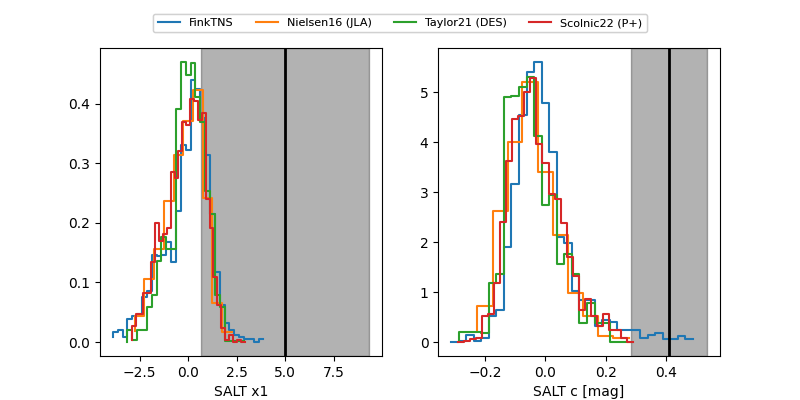 FinkTNS Nielsen16 (JLA) Taylor21 (DES) Scolnic22 (P+)
0.4
0.3
0.2
0.1
0.0
−2.5 0.0 2.5 5.0 7.5
SALT x1
5
4
3
2
1
0
−0.2 0.0 0.2 0.4
SALT c [mag]